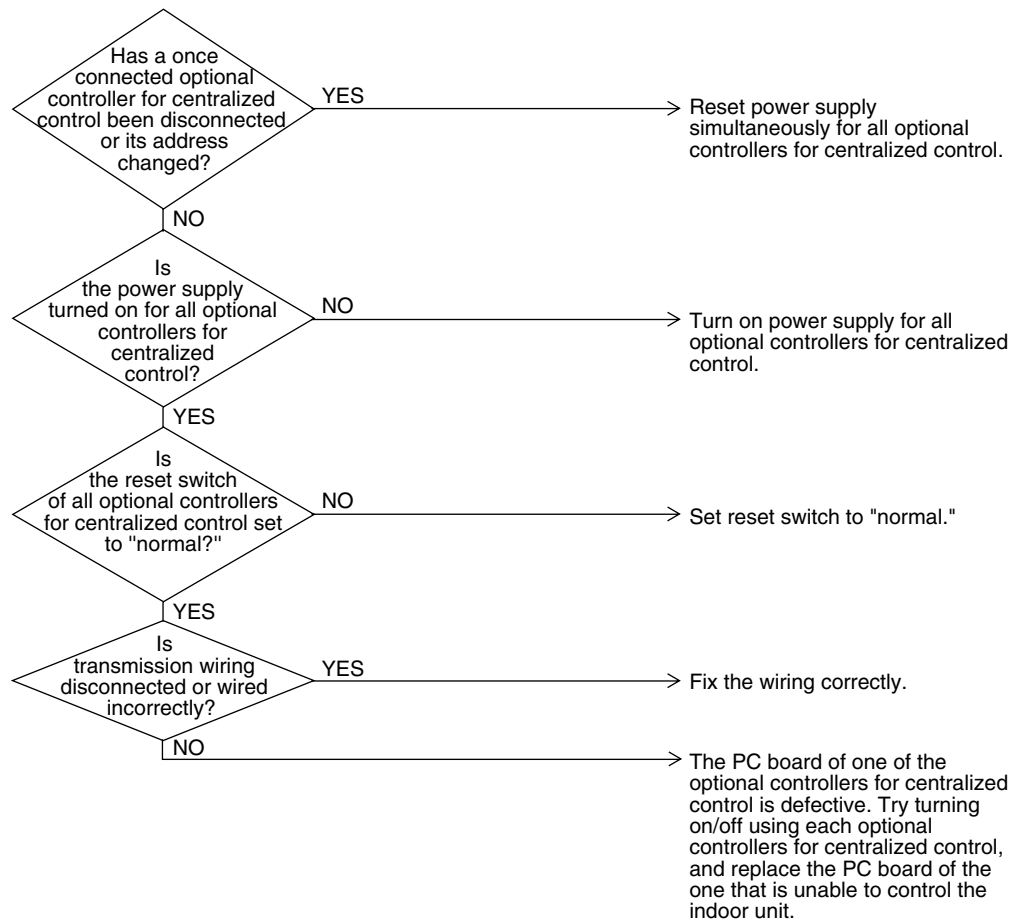 Has a once
connected optional
controller for centralized
control been disconnected
or its address
changed?
YES
Reset power supply
simultaneously for all optional
controllers for centralized control.
NO
Is
the power supply
turned on for all optional
controllers for
centralized
control?
NO
Turn on power supply for all
optional controllers for centralized
control.
YES
Is
the reset switch
of all optional controllers
for centralized control set
to "normal?"
NO
Set reset switch to "normal."
YES
Is
transmission wiring
disconnected or wired
incorrectly?
YES
Fix the wiring correctly.
NO
The PC board of one of the
optional controllers for centralized
control is defective. Try turning
on/off using each optional
controllers for centralized control,
and replace the PC board of the
one that is unable to control the
indoor unit.